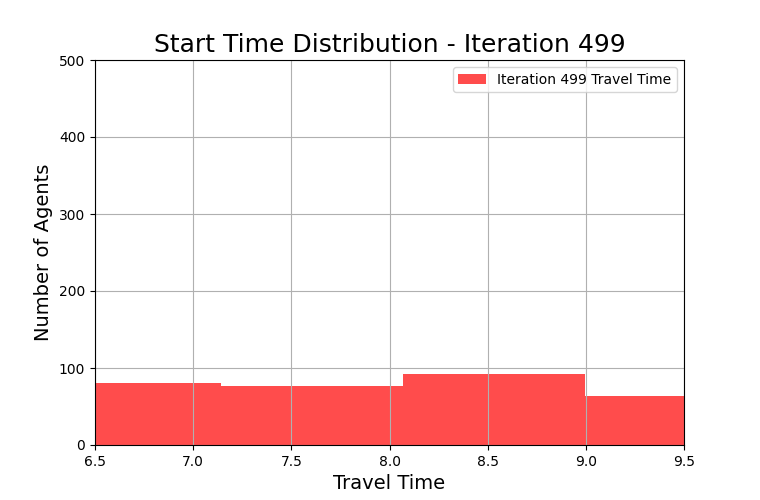 Start Time Distribution - Iteration 499
Iteration 499 Travel Time
Number of Agents
500
400
300
200
100
0
6.5 7.0 7.5 8.0 8.5 9.0 9.5
Travel Time